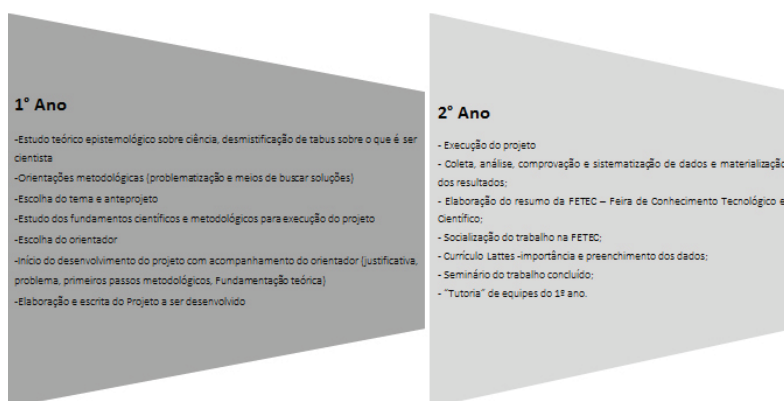 1° Ano
-Estudo teórico epistemológico sobre ciência, desmistificação de tabus sobre o que é ser
cientista
-Orientações metodológicas (problematização e meios de buscar soluções)
-Escolha do tema e anteprojeto
-Estudo dos fundamentos científicos e metodológicos para execução do projeto
-Escolha do orientador
-Início do desenvolvimento do projeto com acompanhamento do orientador (justificativa,
problema, primeiros passos metodológicos, Fundamentação teórica)
-Elaboração e escrita do Projeto a ser desenvolvido
2° Ano
- Execução do projeto
- Coleta, análise, comprovação e sistematização de dados e materialização
dos resultados;
- Elaboração do resumo da FETEC – Feira de Conhecimento Tecnológico e
Científico;
- Socialização do trabalho na FETEC;
- Currículo Lattes -importância e preenchimento dos dados;
- Seminário do trabalho concluído;
- "Tutoria" de equipes do 1º ano.